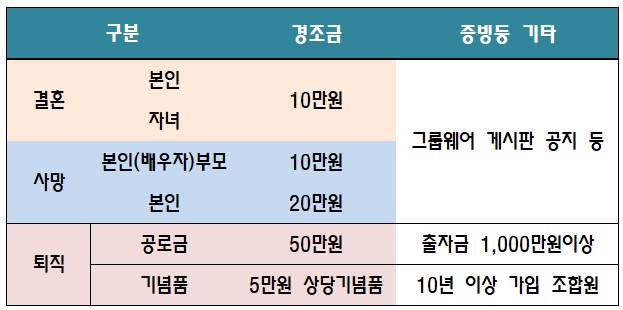 구분 경조금 증빙등 기타
결혼 본인 10만원 그룹웨어 게시판 공지 등
자녀
사망 본인(배우자)부모 10만원
본인 20만원
퇴직 공로금 50만원 출자금 1,000만원이상
기념품 5만원 상당기념품 10년 이상 가입 조합원